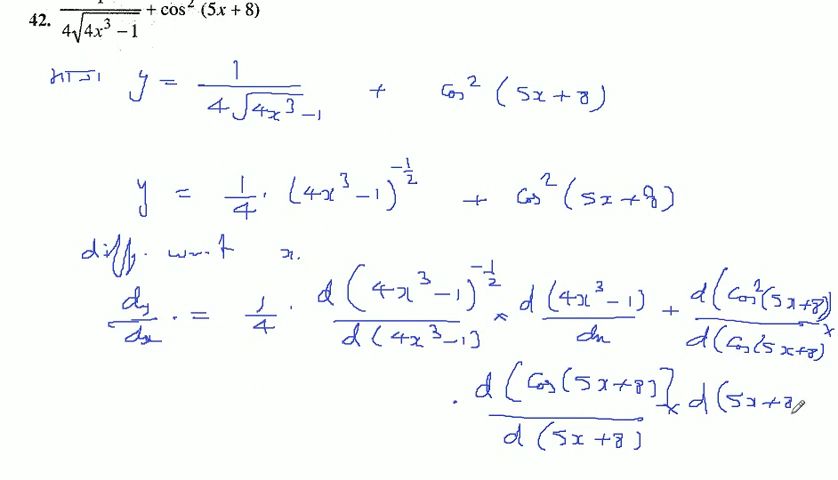 42. 1/(4√(4x³ − 1)) + cos² (5x + 8)
माना y = 1/(4√(4x³ − 1)) + cos² (5x + 8)
y = 1/4 · (4x³ − 1)^(-1/2) + cos² (5x + 8)
diff. w.r.t x.
dy/dx · = 1/4 · d(4x³ − 1)^(-1/2)/d(4x³ − 1) × d(4x³ − 1)/dx + d(cos²(5x+8))/d(cos(5x+8) ×
· d[cos(5x+8)]/d(5x+8) × d(5x+8